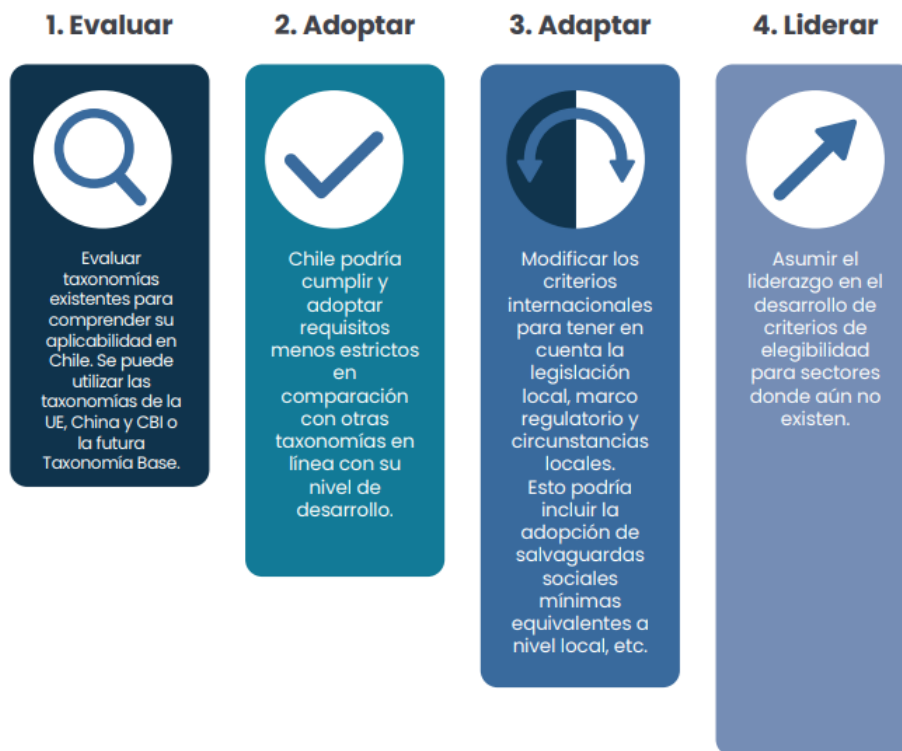 1. Evaluar
Evaluar
taxonomías
existentes para
comprender su
aplicabilidad en
Chile. Se puede
utilizar las
taxonomías de la
UE, China y CBI o
la futura
Taxonomía Base.
2. Adoptar
Chile podría
cumplir y
adoptar
requisitos
menos estrictos
en
comparación
con otras
taxonomías en
línea con su
nivel de
desarrollo.
3. Adaptar
Modificar los
criterios
internacionales
para tener en
cuenta la
legislación
local, marco
regulatorio y
circunstancias
locales.
Esto podría
incluir la
adopción de
salvaguardas
sociales
mínimas
equivalentes a
nivel local, etc.
4. Liderar
Asumir el
liderazgo en el
desarrollo de
criterios de
elegibilidad
para sectores
donde aún no
existen.